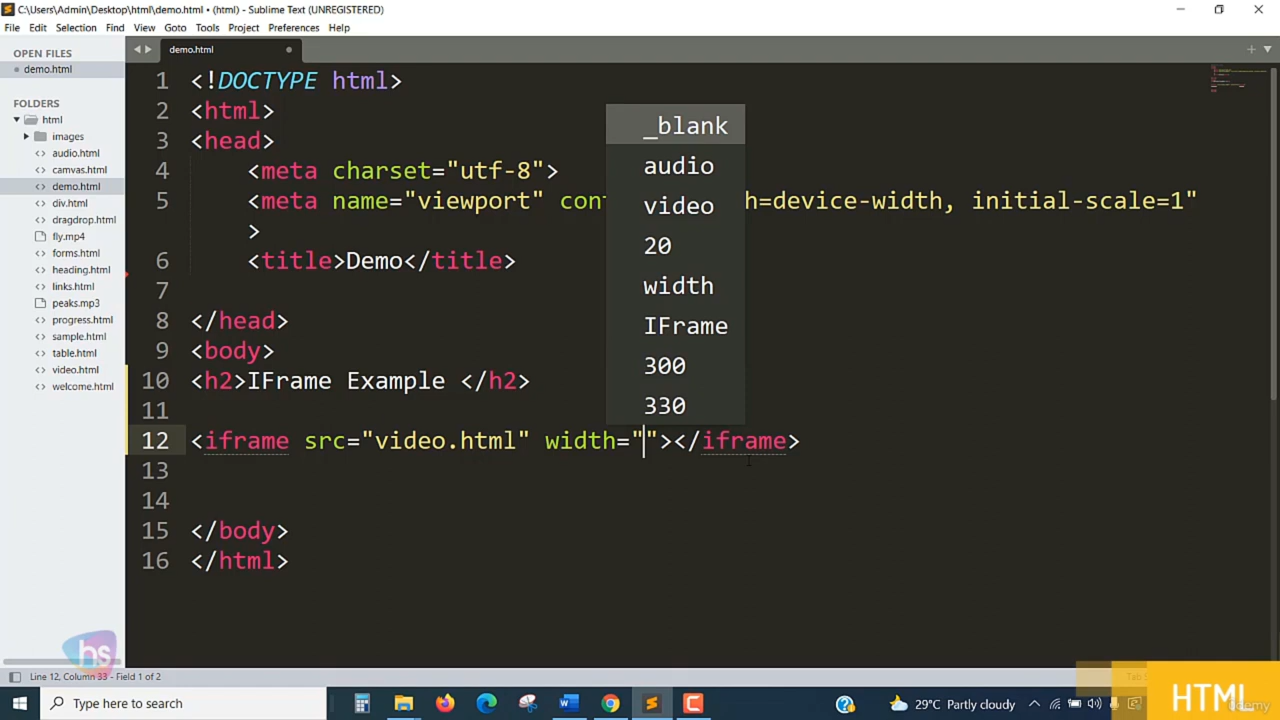 C:\Users\Admin\Desktop\html\demo.html • (html) - Sublime Text (UNREGISTERED)
File Edit Selection Find View Goto Tools Project Preferences Help
OPEN FILES
demo.html
FOLDERS
html
images
audio.html
canvas.html
demo.html
div.html
dragdrop.html
fly.mp4
forms.html
heading.html
links.html
peaks.mp3
progress.html
sample.html
table.html
video.html
welcome.html
demo.html
1 <!DOCTYPE html>
2 <html>
3 <head>
4 <meta charset="utf-8">
5 <meta name="viewport" cont h=device-width, initial-scale=1"
>
6 <title>Demo</title>
7
8 </head>
9 <body>
10 <h2>IFrame Example </h2>
11
12 <iframe src="video.html" width=""></iframe>
13
14
15 </body>
16 </html>
_blank
audio
video
20
width
IFrame
300
330
hs
Line 12, Column 33 - Field 1 of 2
Type here to search
29°C Partly cloudy
HTML
Udemy